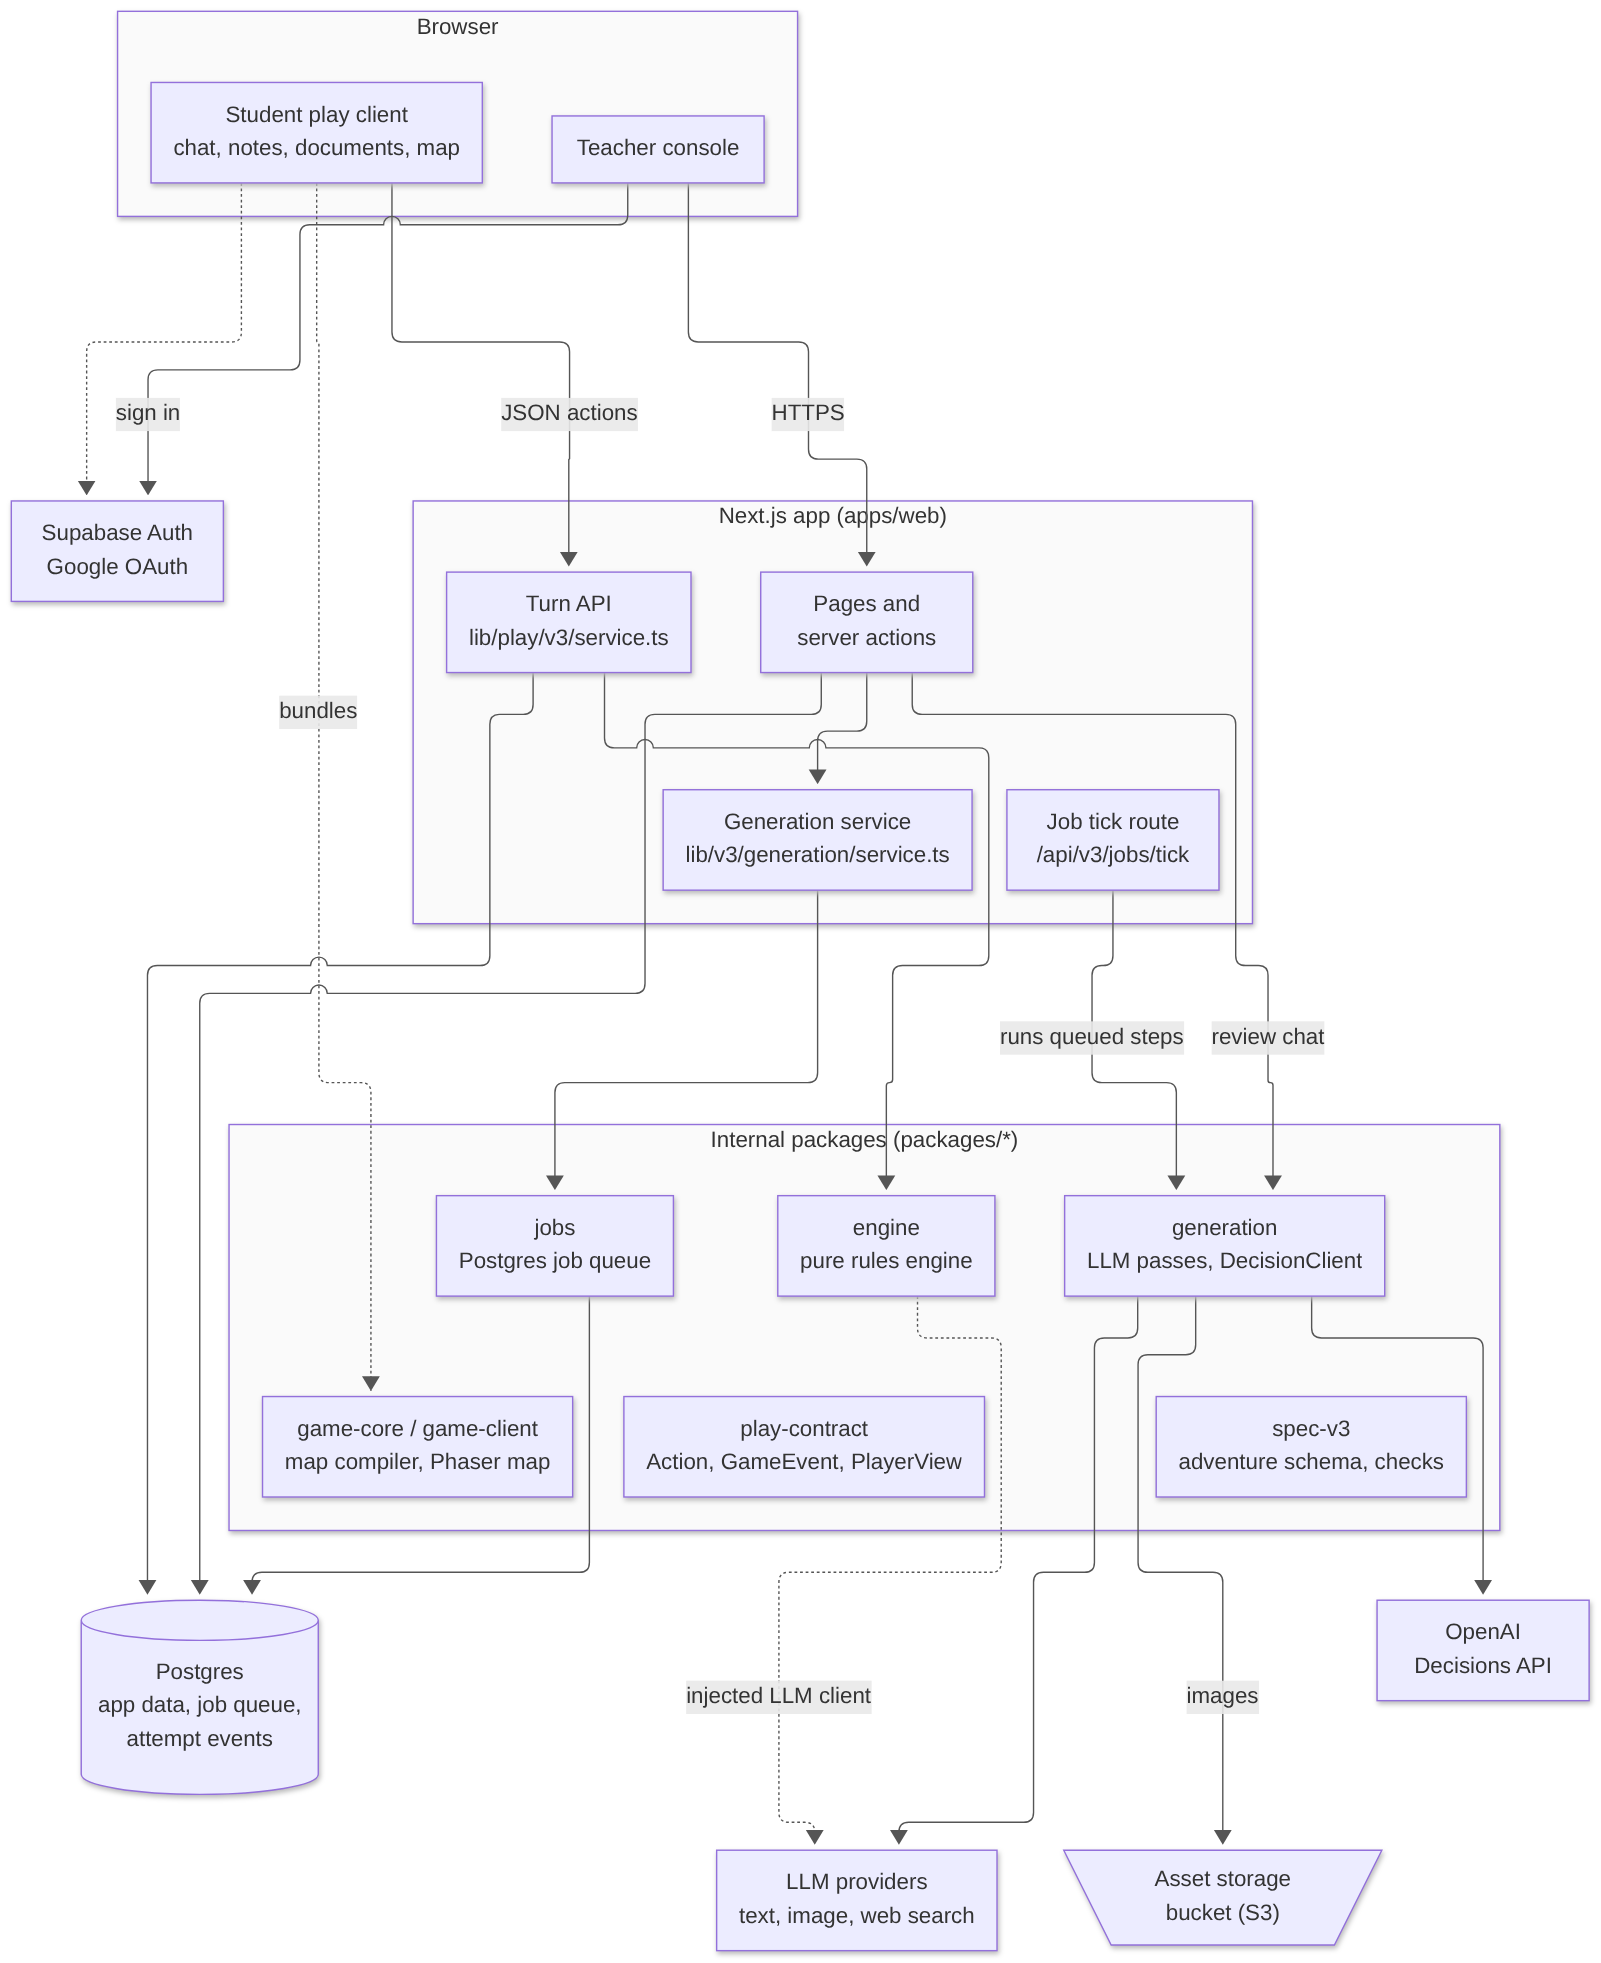 Browser
Student play client
chat, notes, documents, map
Teacher console
sign in
JSON actions
HTTPS
Supabase Auth
Google OAuth
Next.js app (apps/web)
Turn API
lib/play/v3/service.ts
Pages and
server actions
bundles
Generation service
lib/v3/generation/service.ts
Job tick route
/api/v3/jobs/tick
runs queued steps
review chat
Internal packages (packages/*)
jobs
Postgres job queue
engine
pure rules engine
generation
LLM passes, DecisionClient
game-core / game-client
map compiler, Phaser map
play-contract
Action, GameEvent, PlayerView
spec-v3
adventure schema, checks
Postgres
app data, job queue,
attempt events
injected LLM client
images
OpenAI
Decisions API
LLM providers
text, image, web search
Asset storage
bucket (S3)